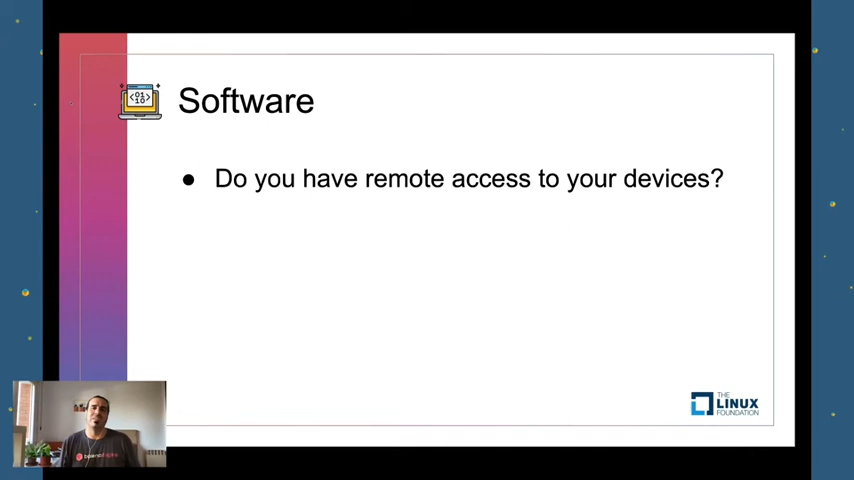 Software
● Do you have remote access to your devices?
THE
LINUX
FOUNDATION